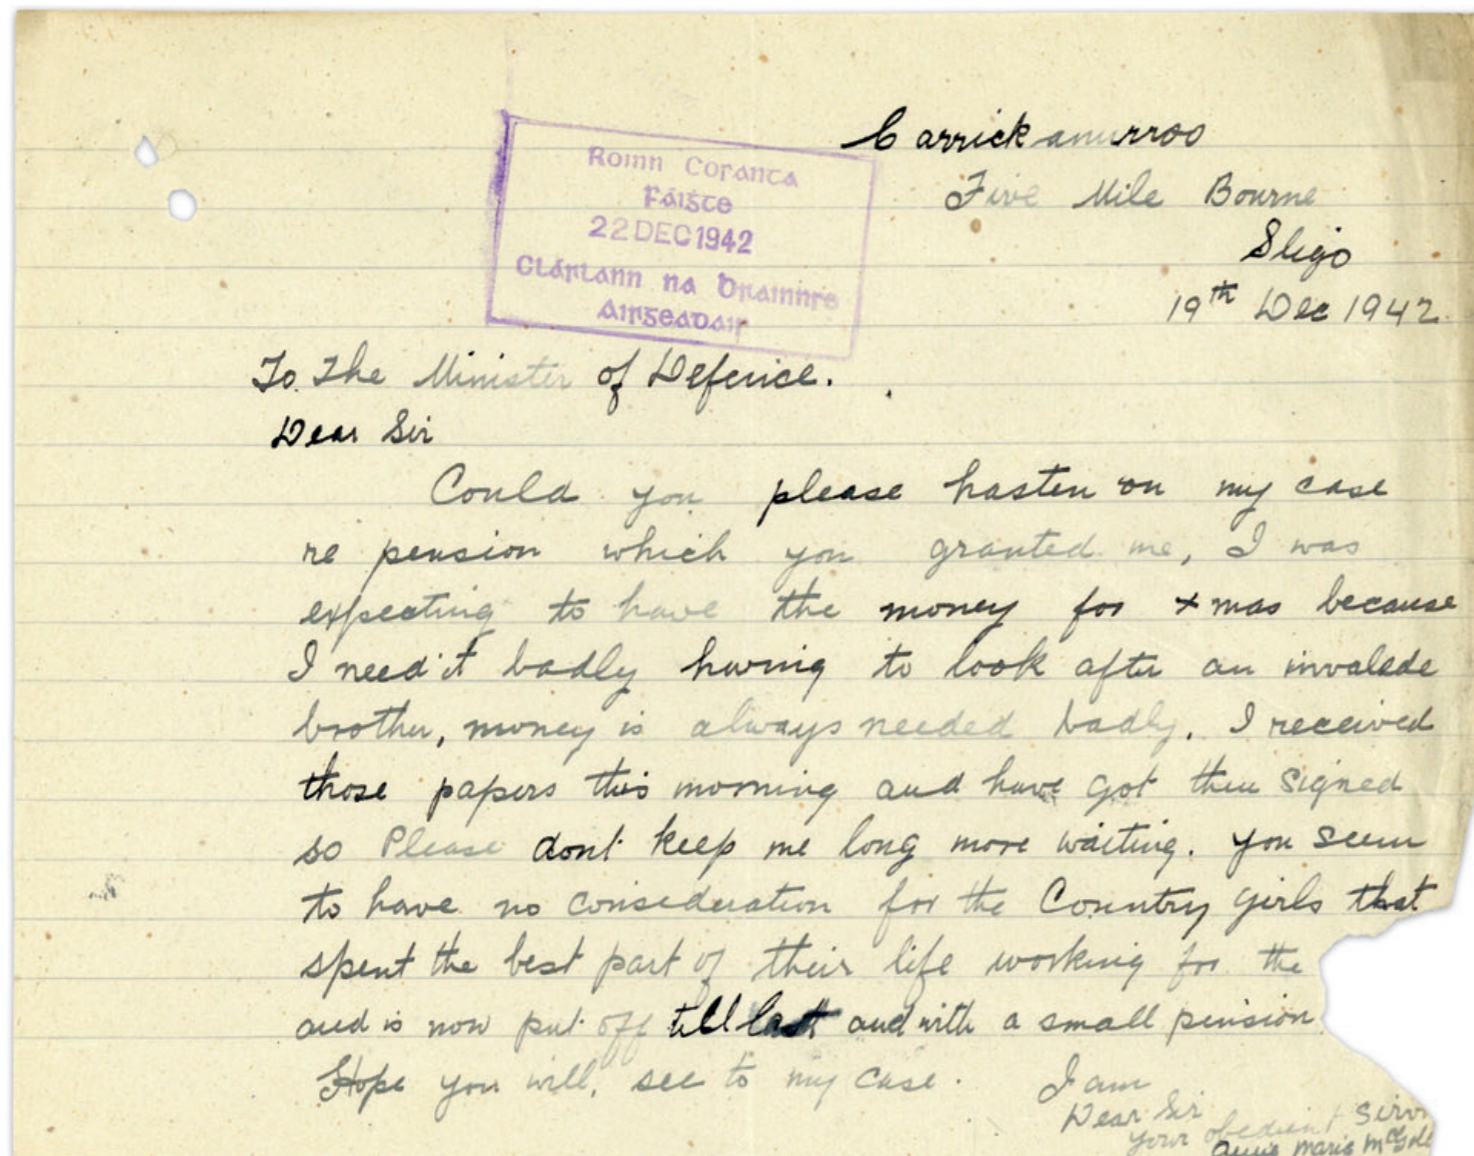 Roinn Cosanta
Fáiste
22 DEC 1942
Clárlann na
Airgeadair
Carrickanurroo
Five Mile Bourne
Sligo
19th Dec 1942.
To. The Minister of Defence.
Dear Sir
Could you please hasten on my case
re pension which you granted me, I was
expecting to have the money for xmas because
I need it badly having to look after an invalede
brother, money is always needed badly. I received
those papers this morning and have got them signed
so Please dont keep me long more waiting. you seem
to have no consideration for the Country girls that
spent the best part of their life working for the
and is now put off till last and with a small pension
Hope you will, see to my case. I am
Dear Sir
your obedient
Annie Maria